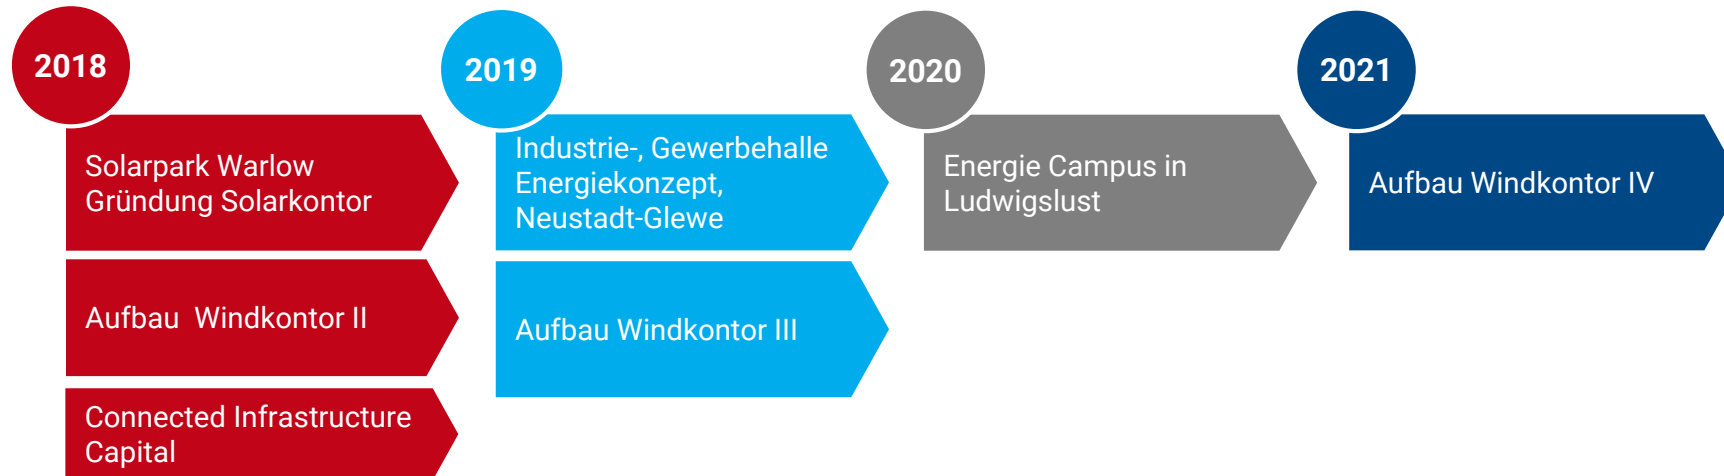 2018
Solarpark Warlow
Gründung Solarkontor
Aufbau  Windkontor II
Connected Infrastructure
Capital
2019
Industrie-, Gewerbehalle
Energiekonzept,
Neustadt-Glewe
Aufbau Windkontor III
2020
Energie Campus in
Ludwigslust
2021
Aufbau Windkontor IV